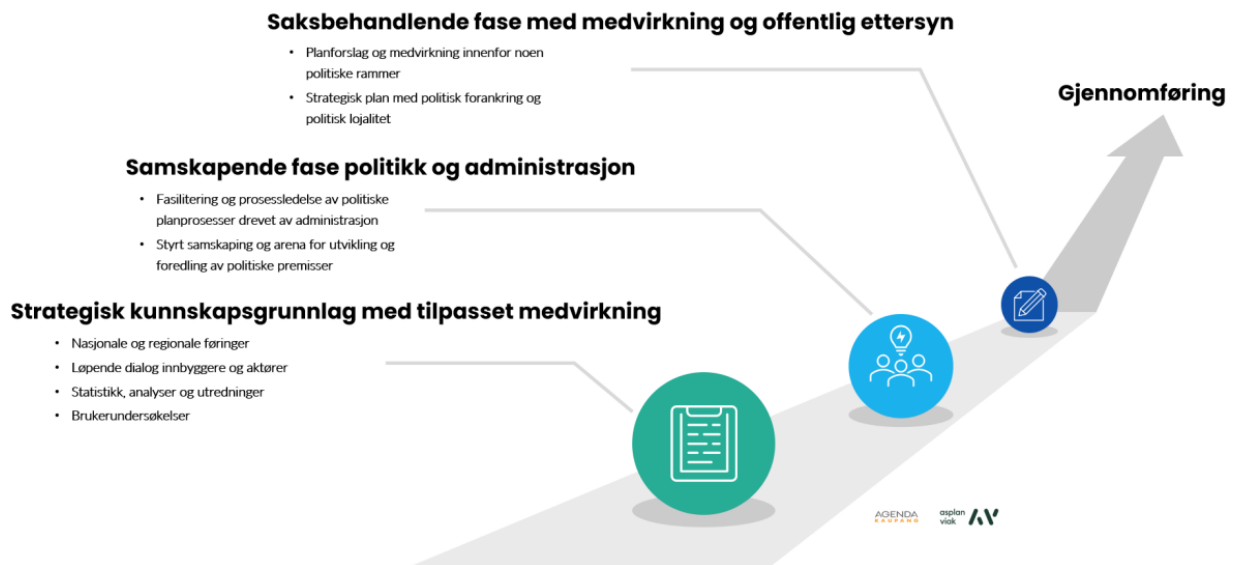 Saksbehandlende fase med medvirkning og offentlig ettersyn
• Planforslag og medvirkning innenfor noen
politiske rammer
• Strategisk plan med politisk forankring og
politisk lojalitet
Gjennomføring
Samskapende fase politikk og administrasjon
• Fasilitering og prosessledelse av politiske
planprosesser drevet av administrasjon
• Styrt samskaping og arena for utvikling og
foredling av politiske premisser
Strategisk kunnskapsgrunnlag med tilpasset medvirkning
• Nasjonale og regionale føringer
• Løpende dialog innbyggere og aktører
• Statistikk, analyser og utredninger
• Brukerundersøkelser
AGENDA
KAUPANG
asplan
viak